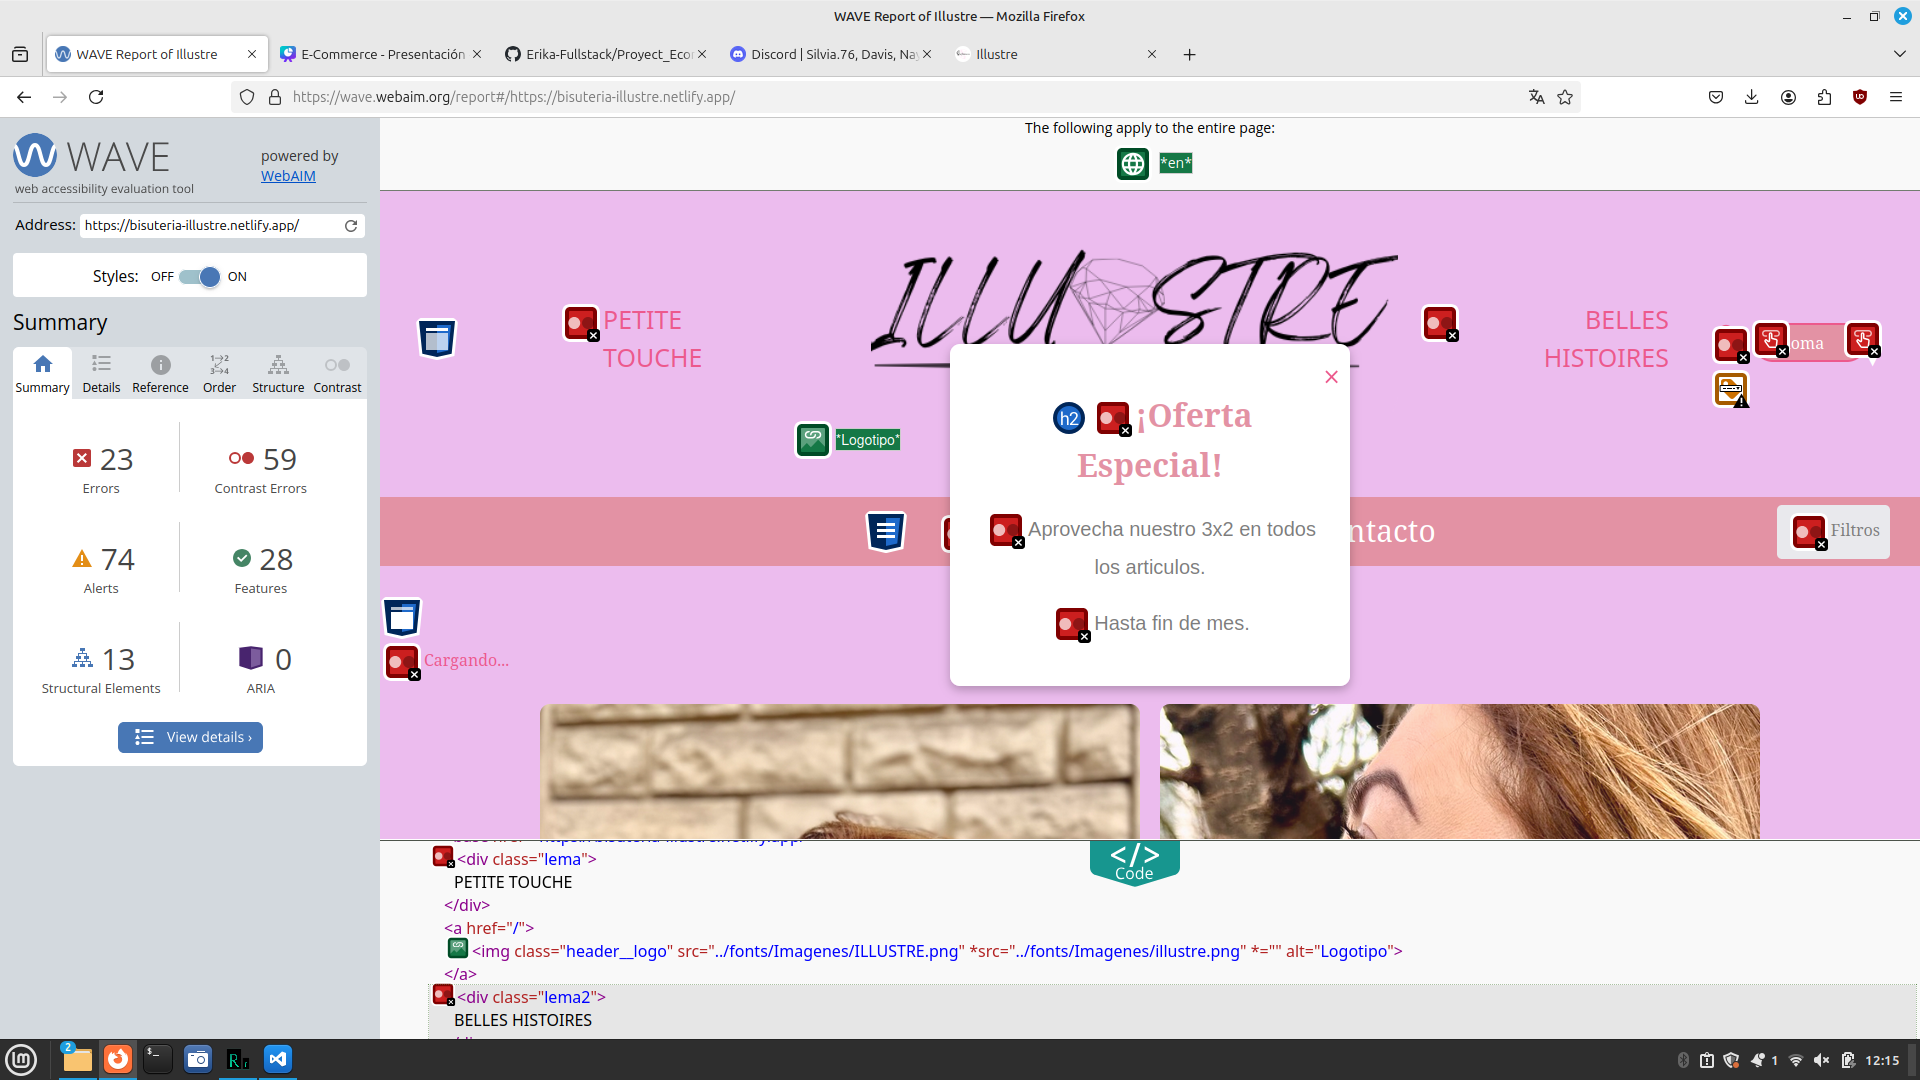 WAVE Report of Illustre — Mozilla Firefox
WAVE Report of Illustre
E-Commerce - Presentación
Erika-Fullstack/Proyect_Ecor
Discord | Silvia.76, Davis, Na
Illustre
https://wave.webaim.org/report#/https://bisuteria-illustre.netlify.app/
WAVE
web accessibility evaluation tool
powered by
WebAIM
Address: https://bisuteria-illustre.netlify.app/
Styles: OFF ON
Summary
Summary Details Reference Order Structure Contrast
23 Errors
59 Contrast Errors
74 Alerts
28 Features
13 Structural Elements
0 ARIA
View details ›
The following apply to the entire page:
*en*
PETITE
TOUCHE
ILLUSTRE
BELLES
HISTOIRES
oma
*Logotipo*
h2 ¡Oferta
Especial!
Aprovecha nuestro 3x2 en todos
los articulos.
Hasta fin de mes.
ntacto
Filtros
Cargando...
<div class="lema">
PETITE TOUCHE
</div>
<a href="/">
<img class="header__logo" src="../fonts/Imagenes/ILLUSTRE.png" *src="../fonts/Imagenes/illustre.png" *="" alt="Logotipo">
</a>
<div class="lema2">
BELLES HISTOIRES
</> Code
2
1
12:15